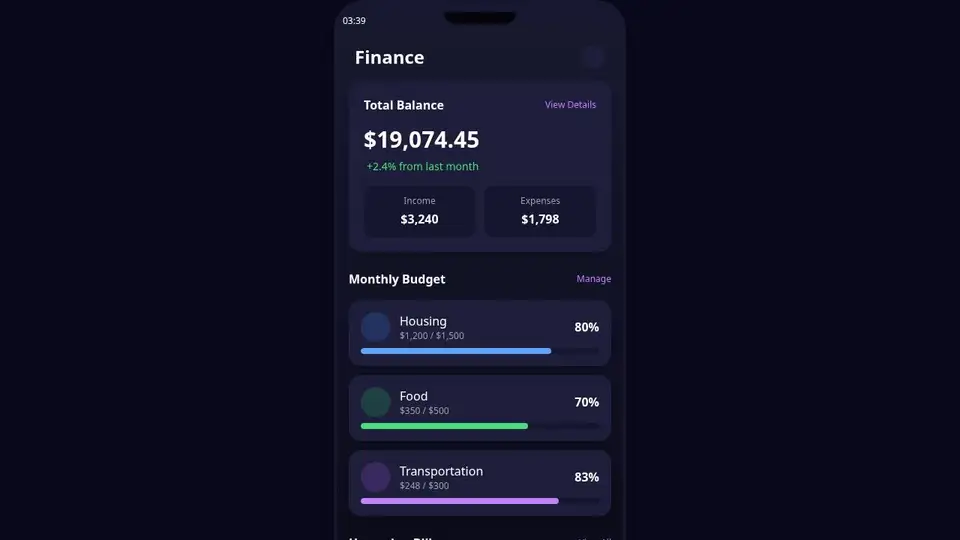 03:39
Finance
Total Balance
View Details
$19,074.45
+2.4% from last month
Income
Expenses
$3,240
$1,798
Monthly Budget
Manage
Housing
$1,200 / $1,500
80%
Food
$350 / $500
70%
Transportation
$248 / $300
83%